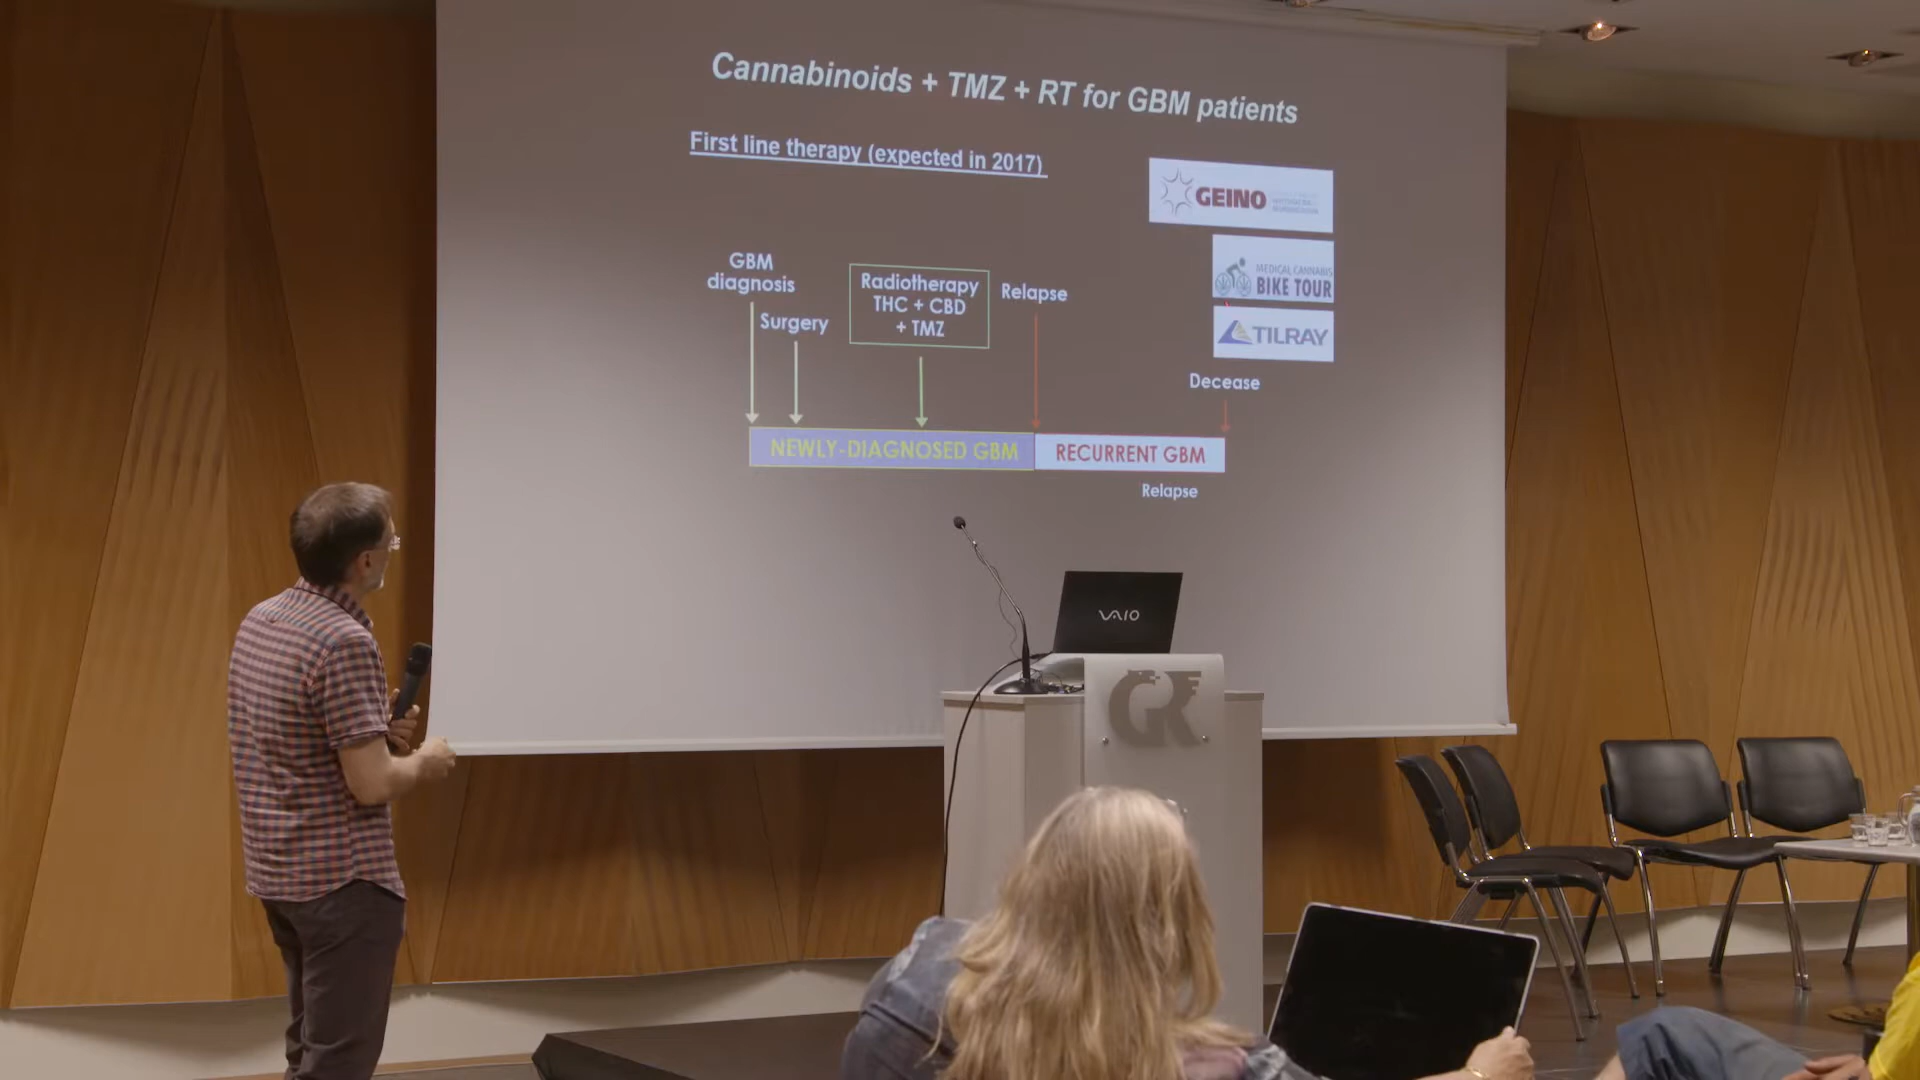 Cannabinoids + TMZ + RT for GBM patients
First line therapy (expected in 2017)
GEINO
MEDICAL CANNABIS
BIKE TOUR
TILRAY
GBM
diagnosis
Surgery
Radiotherapy
THC + CBD
+ TMZ
Relapse
Decease
NEWLY-DIAGNOSED GBM
RECURRENT GBM
Relapse
VAIO